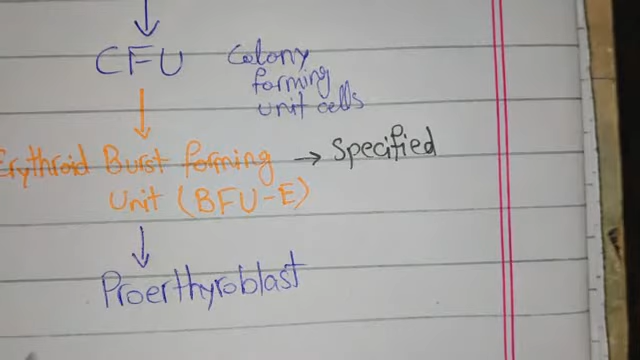 CFU Colony
forming
unit cells
Erythroid Burst forming → Specified
Unit (BFU-E)
Proerthyroblast